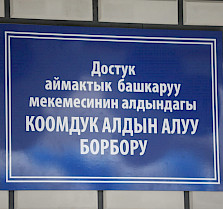 Достук
аймактык башкаруу
мекемесинин алдындагы
КООМДУК АЛДЫН АЛУУ
БОРБОРУ